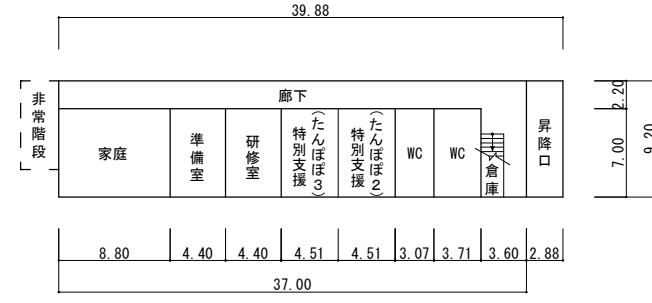 39.88
非常階段
廊下
家庭
準備室
研修室
特別支援
(たんぽぽ3)
特別支援
(たんぽぽ2)
WC
WC
倉庫
昇降口
2.20
7.00
9.20
8.80
4.40
4.40
4.51
4.51
3.07
3.71
3.60
2.88
37.00